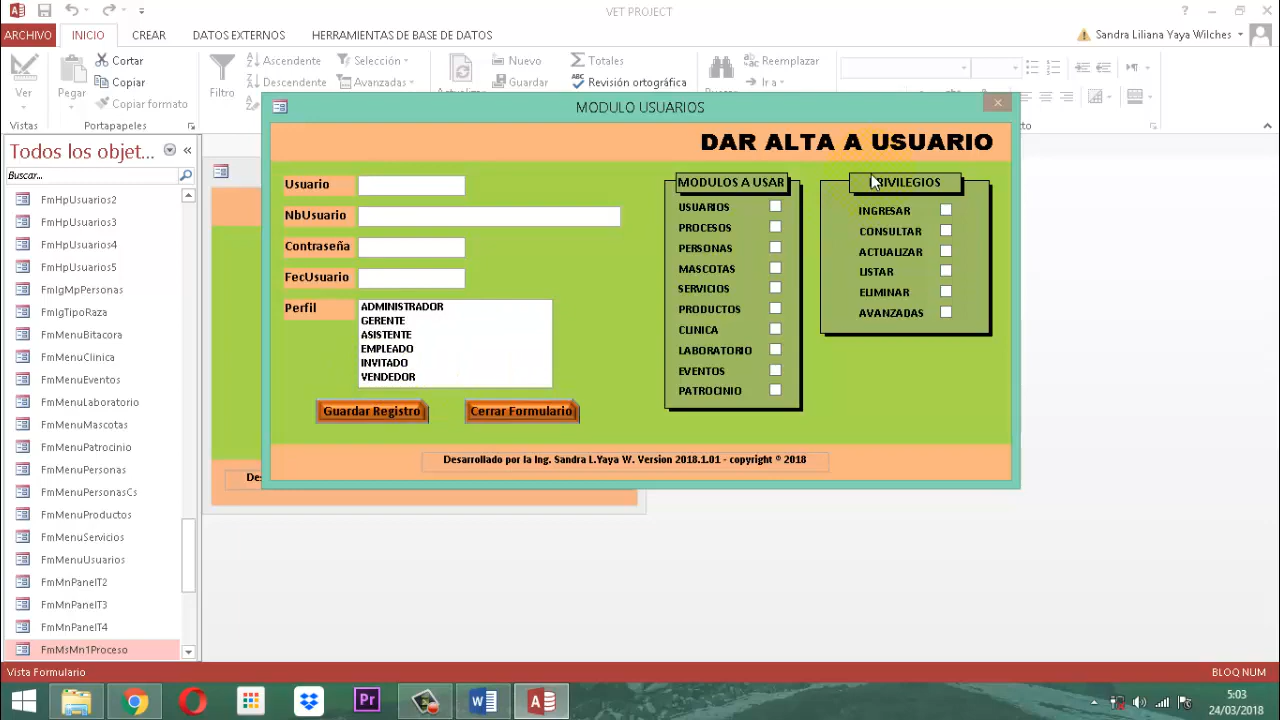 VET PROJECT
ARCHIVO INICIO CREAR DATOS EXTERNOS HERRAMIENTAS DE BASE DE DATOS Sandra Liliana Yaya Wilches
Cortar Ascendente Selección Nuevo Totales Reemplazar
Ver Pegar Copiar Filtro Descendente Avanzadas Guardar Revisión ortográfica Ir a
Copiar formato
Vistas Portapapeles
MODULO USUARIOS
Todos los objet...
Buscar...
FmHpUsuarios2
FmHpUsuarios3
FmHpUsuarios4
FmHpUsuarios5
FmIgMpPersonas
FmIgTipoRaza
FmMenuBitacora
FmMenuClinica
FmMenuEventos
FmMenuLaboratorio
FmMenuMascotas
FmMenuPatrocinio
FmMenuPersonas
FmMenuPersonasCs
FmMenuProductos
FmMenuServicios
FmMenuUsuarios
FmMnPanelT2
FmMnPanelT3
FmMnPanelT4
FmMsMn1Proceso
DAR ALTA A USUARIO
Usuario
NbUsuario
Contraseña
FecUsuario
Perfil
ADMINISTRADOR
GERENTE
ASISTENTE
EMPLEADO
INVITADO
VENDEDOR
Guardar Registro Cerrar Formulario
MODULOS A USAR
USUARIOS
PROCESOS
PERSONAS
MASCOTAS
SERVICIOS
PRODUCTOS
CLINICA
LABORATORIO
EVENTOS
PATROCINIO
PRIVILEGIOS
INGRESAR
CONSULTAR
ACTUALIZAR
LISTAR
ELIMINAR
AVANZADAS
Desarrollado por la Ing. Sandra L.Yaya W. Version 2018.1.01 - copyright ® 2018
Des
Vista Formulario BLOQ NUM
Pr
5:03
24/03/2018